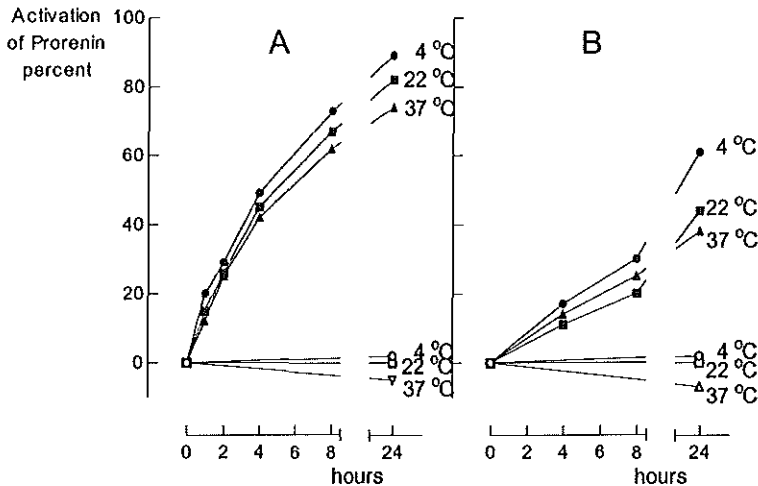 Activation
of Prorenin
percent
100
80
60
40
20
0
A
4 °C
22 °C
37 °C
4 °C
22 °C
37 °C
0 2 4 6 8 24
hours
B
4 °C
22 °C
37 °C
4 °C
22 °C
37 °C
0 2 4 6 8 24
hours